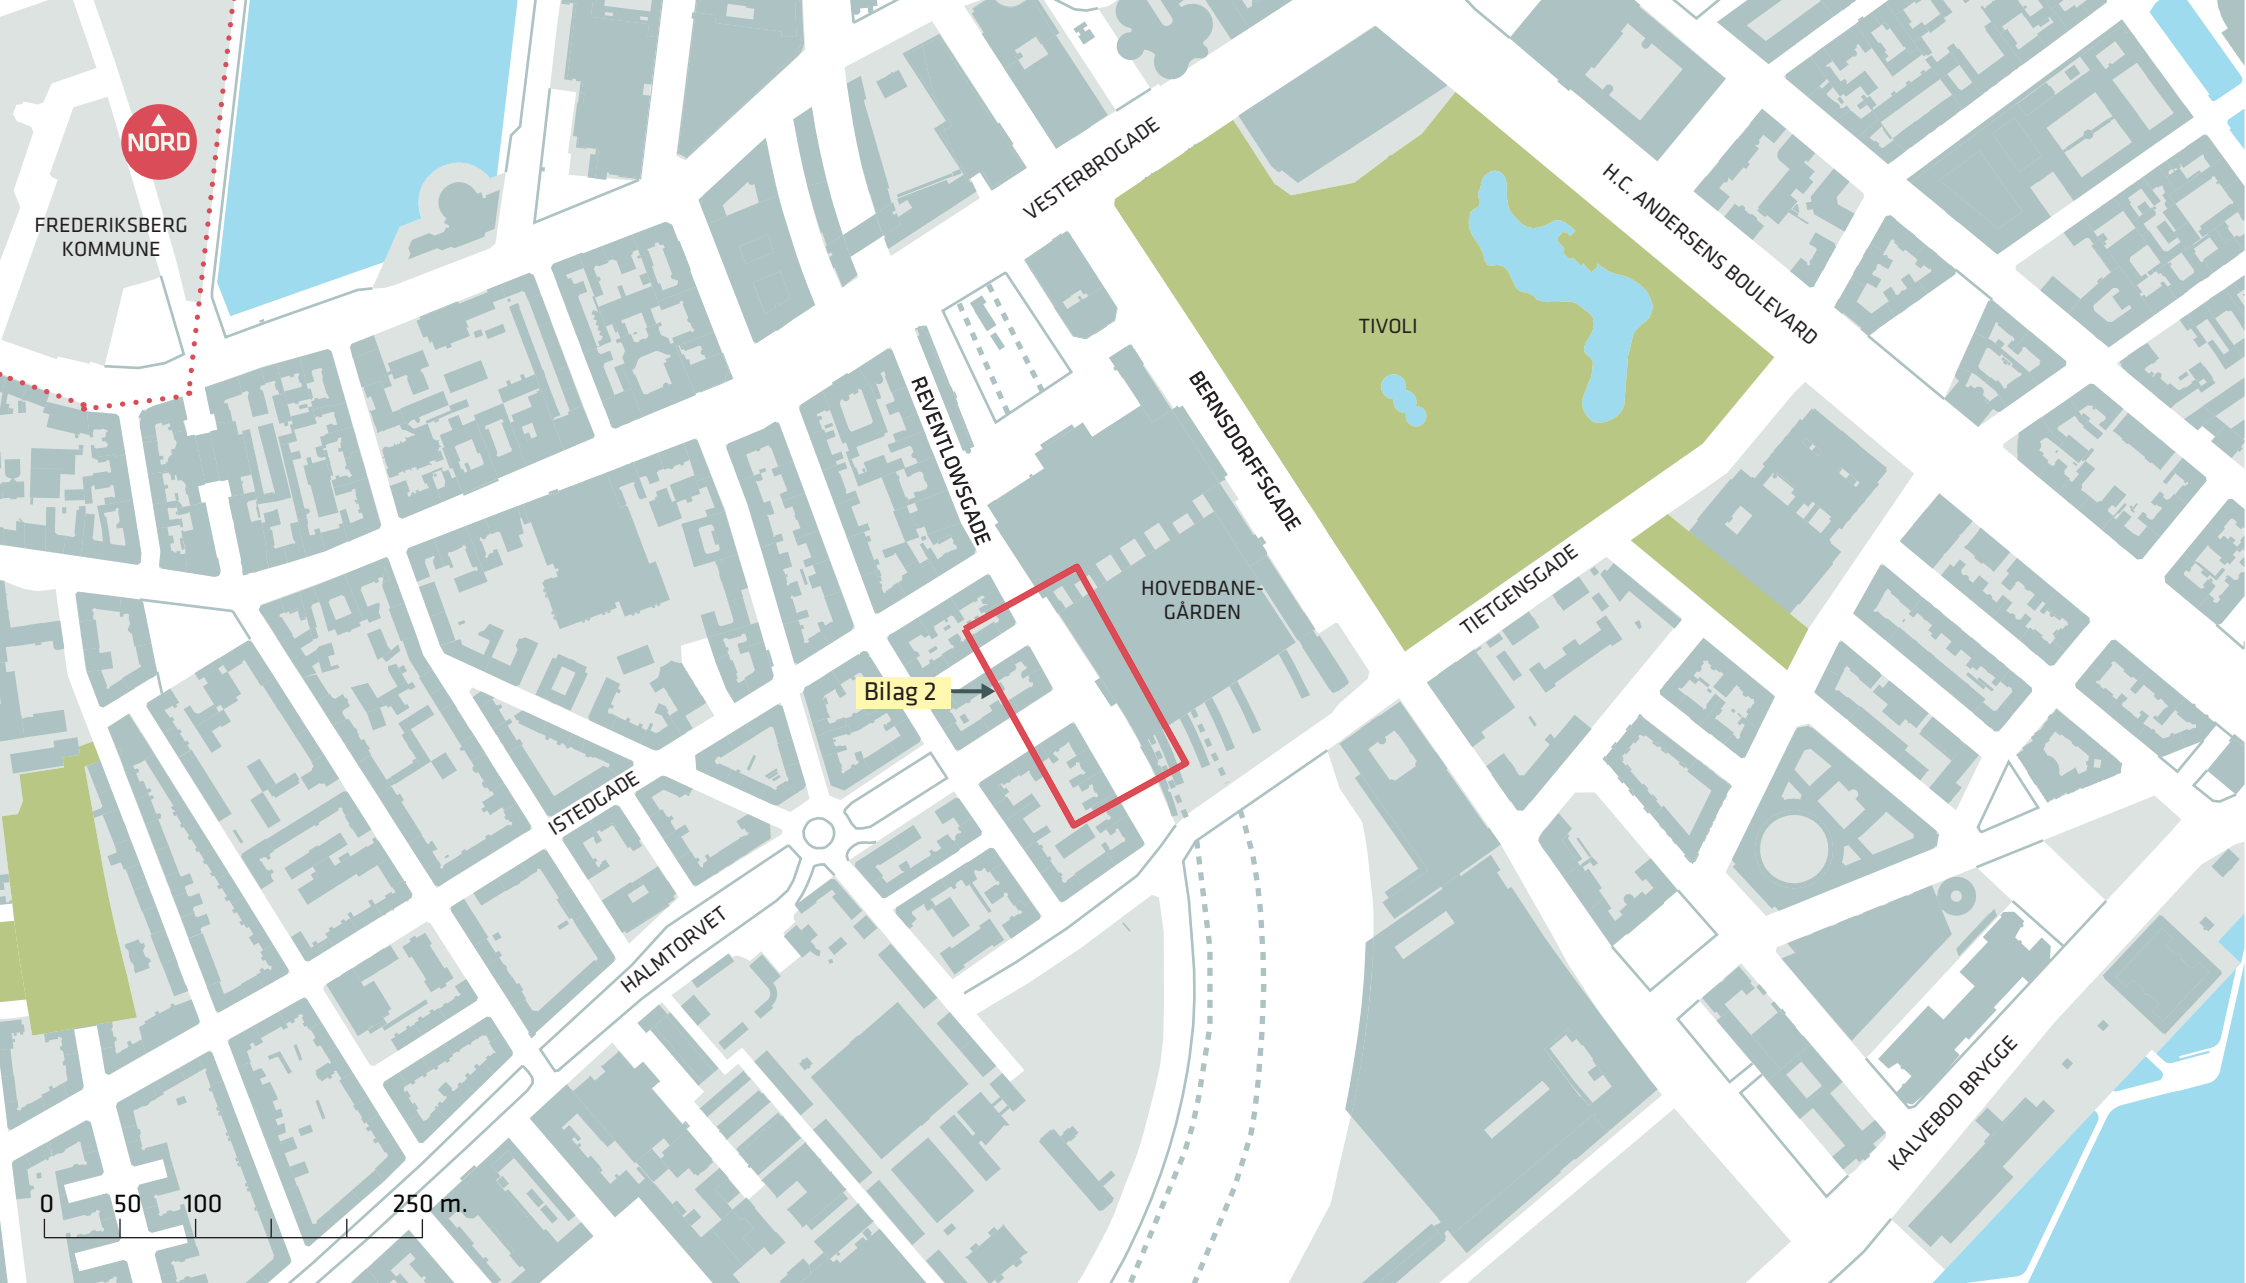 NORD
FREDERIKSBERG
KOMMUNE
VESTERBROGADE
H.C. ANDERSENS BOULEVARD
TIVOLI
REVENTLOWSGADE
BERNSDORFFSGADE
HOVEDBANE-
GÅRDEN
TIETGENSGADE
Bilag 2
ISTEDGADE
HALMTORVET
KALVEBOD BRYGGE
0 50 100 250 m.